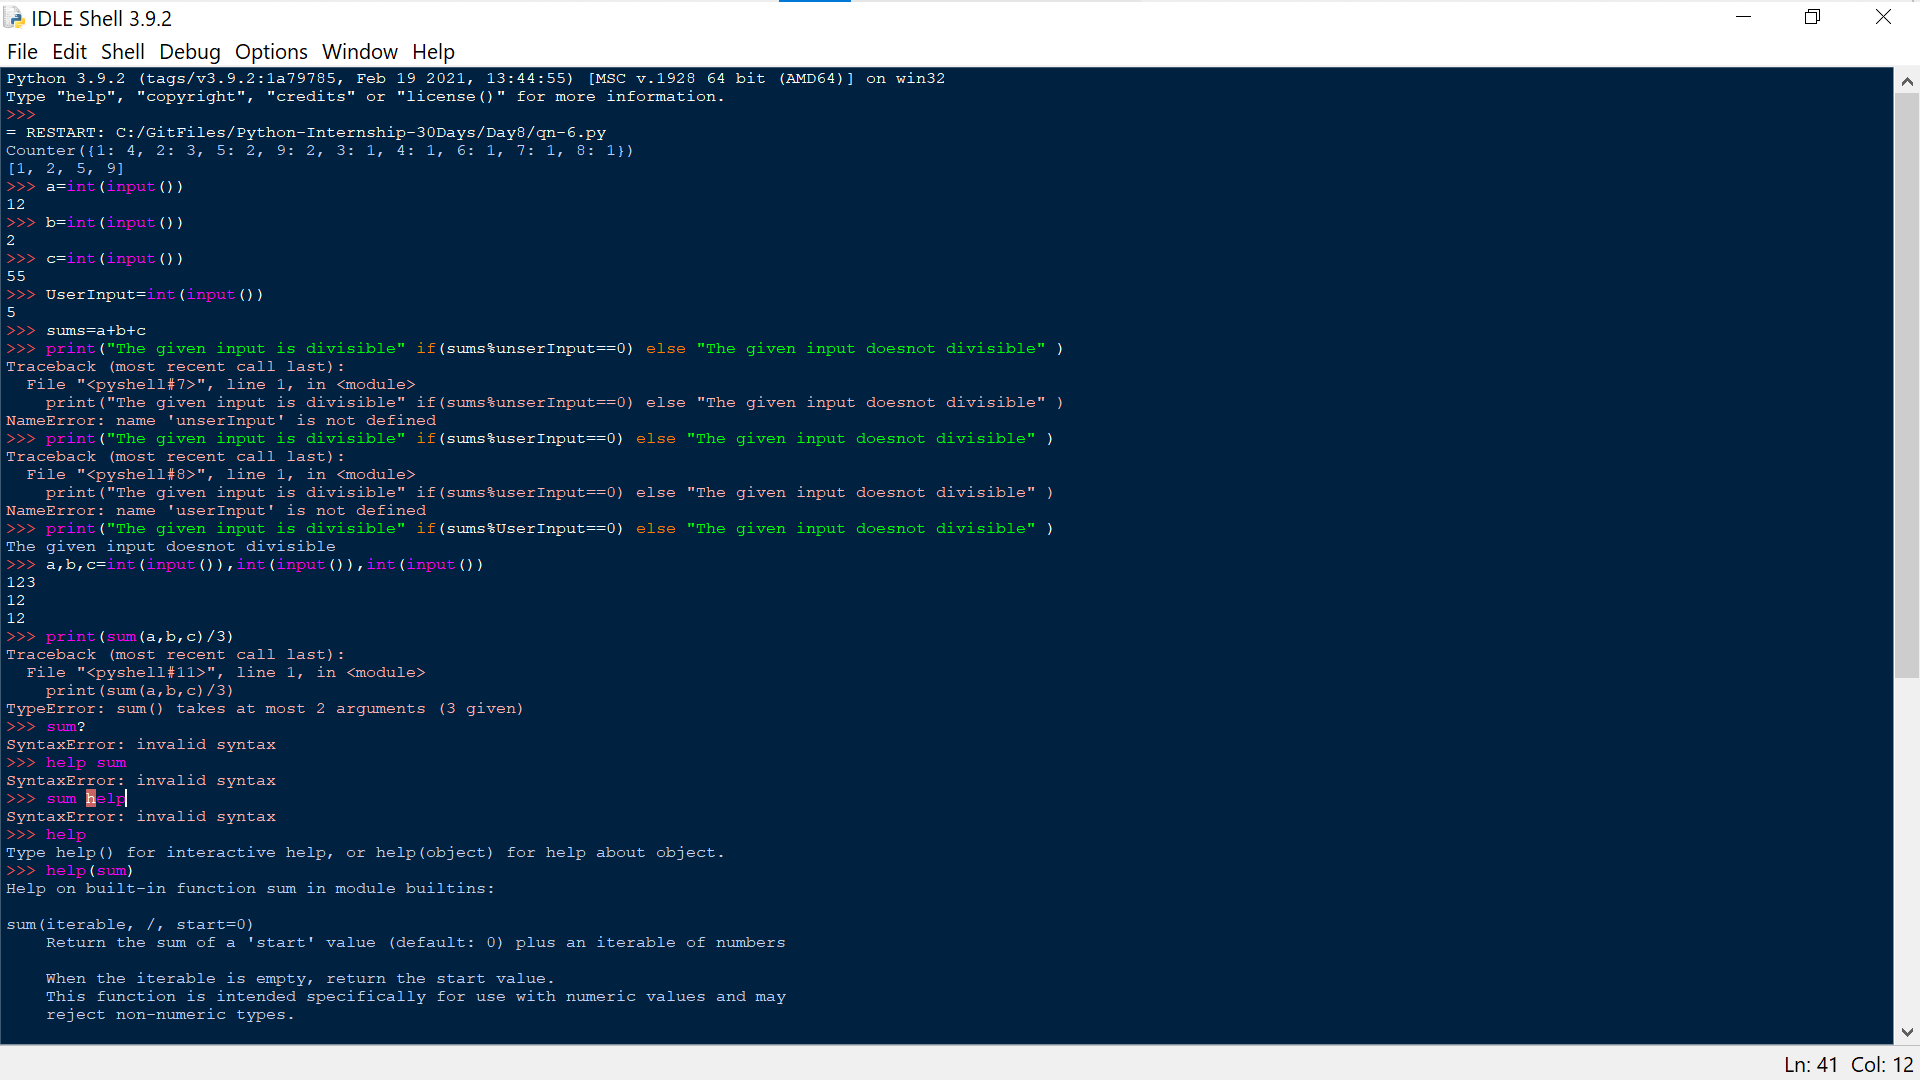 IDLE Shell 3.9.2
File Edit Shell Debug Options Window Help
Python 3.9.2 (tags/v3.9.2:1a79785, Feb 19 2021, 13:44:55) [MSC v.1928 64 bit (AMD64)] on win32
Type "help", "copyright", "credits" or "license()" for more information.
>>>
= RESTART: C:/GitFiles/Python-Internship-30Days/Day8/qn-6.py
Counter({1: 4, 2: 3, 5: 2, 9: 2, 3: 1, 4: 1, 6: 1, 7: 1, 8: 1})
[1, 2, 5, 9]
>>> a=int(input())
12
>>> b=int(input())
2
>>> c=int(input())
55
>>> UserInput=int(input())
5
>>> sums=a+b+c
>>> print("The given input is divisible" if(sums%unserInput==0) else "The given input doesnot divisible" )
Traceback (most recent call last):
  File "<pyshell#7>", line 1, in <module>
    print("The given input is divisible" if(sums%unserInput==0) else "The given input doesnot divisible" )
NameError: name 'unserInput' is not defined
>>> print("The given input is divisible" if(sums%userInput==0) else "The given input doesnot divisible" )
Traceback (most recent call last):
  File "<pyshell#8>", line 1, in <module>
    print("The given input is divisible" if(sums%userInput==0) else "The given input doesnot divisible" )
NameError: name 'userInput' is not defined
>>> print("The given input is divisible" if(sums%UserInput==0) else "The given input doesnot divisible" )
The given input doesnot divisible
>>> a,b,c=int(input()),int(input()),int(input())
123
12
12
>>> print(sum(a,b,c)/3)
Traceback (most recent call last):
  File "<pyshell#11>", line 1, in <module>
    print(sum(a,b,c)/3)
TypeError: sum() takes at most 2 arguments (3 given)
>>> sum?
SyntaxError: invalid syntax
>>> help sum
SyntaxError: invalid syntax
>>> sum help
SyntaxError: invalid syntax
>>> help
Type help() for interactive help, or help(object) for help about object.
>>> help(sum)
Help on built-in function sum in module builtins:

sum(iterable, /, start=0)
    Return the sum of a 'start' value (default: 0) plus an iterable of numbers

    When the iterable is empty, return the start value.
    This function is intended specifically for use with numeric values and may
    reject non-numeric types.
Ln: 41 Col: 12